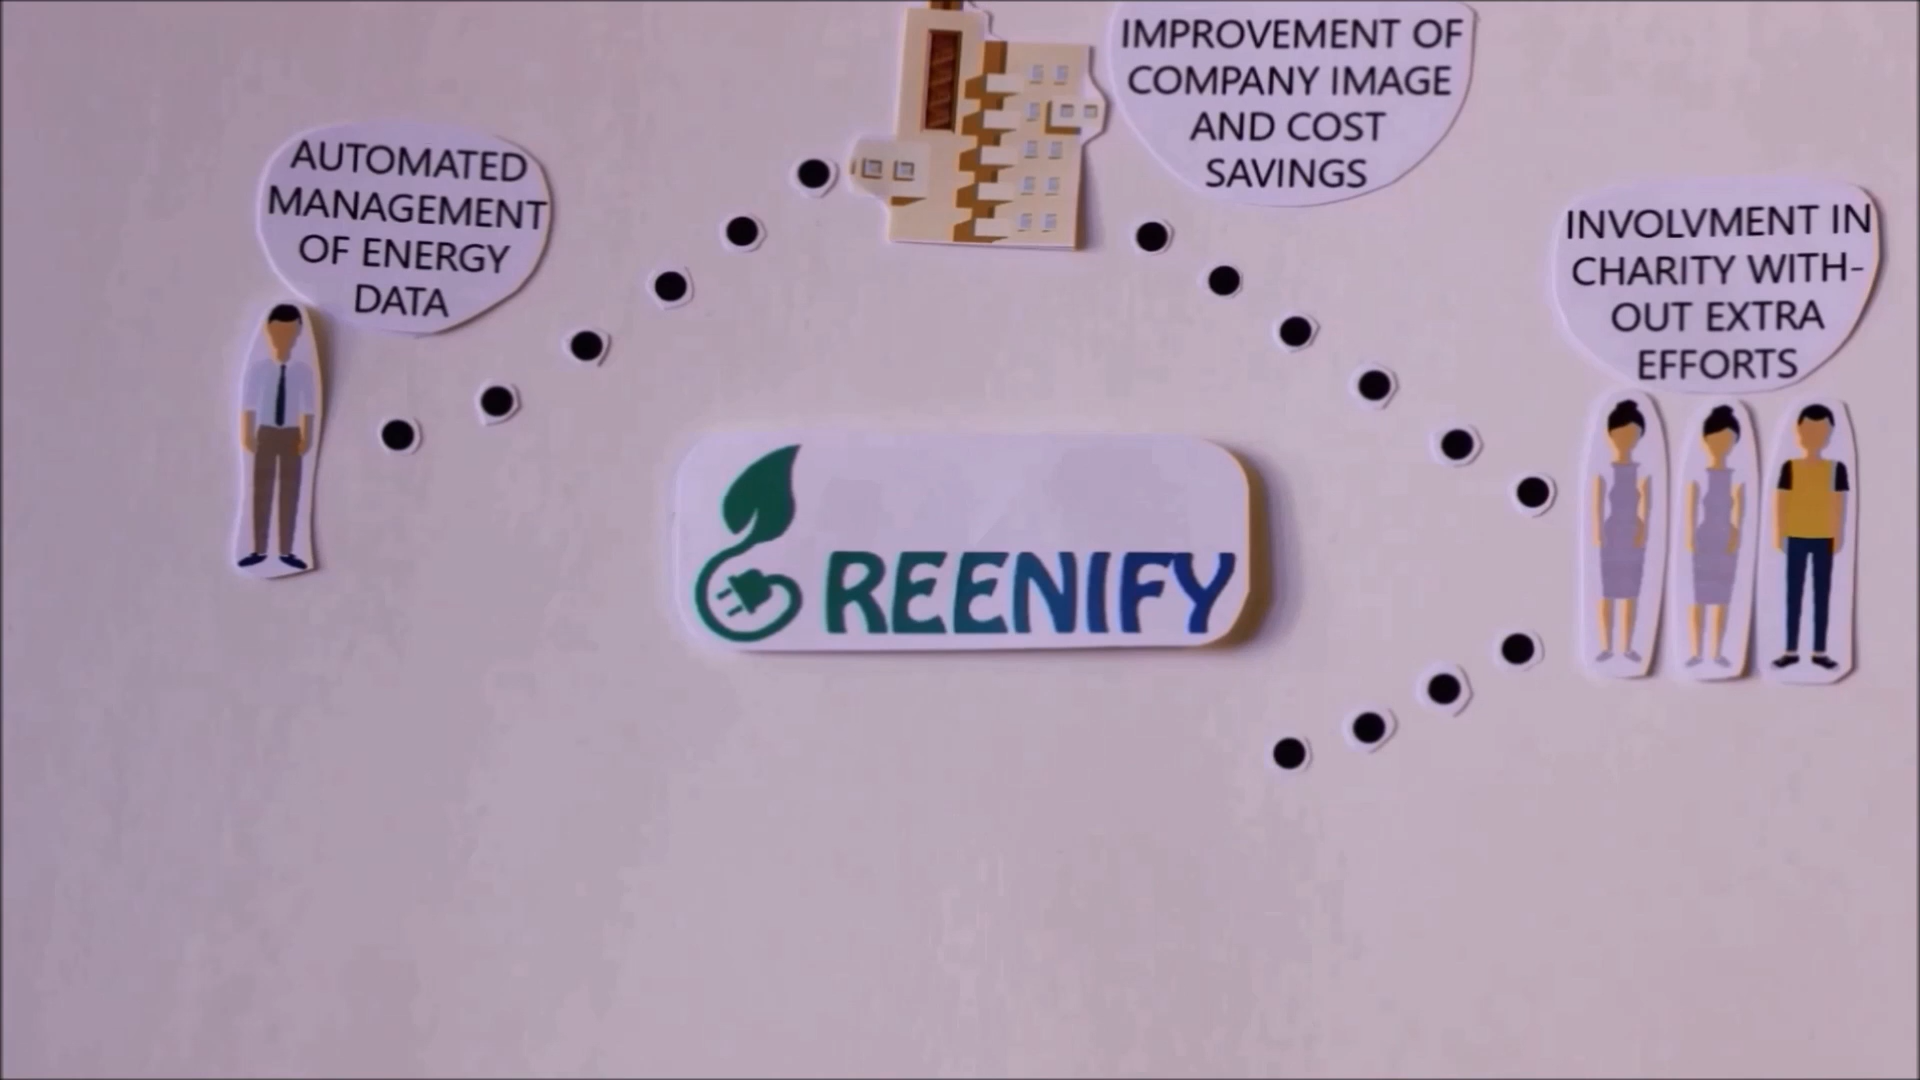 AUTOMATED
MANAGEMENT
OF ENERGY
DATA
IMPROVEMENT OF
COMPANY IMAGE
AND COST
SAVINGS
INVOLVMENT IN
CHARITY WITH-
OUT EXTRA
EFFORTS
GREENIFY